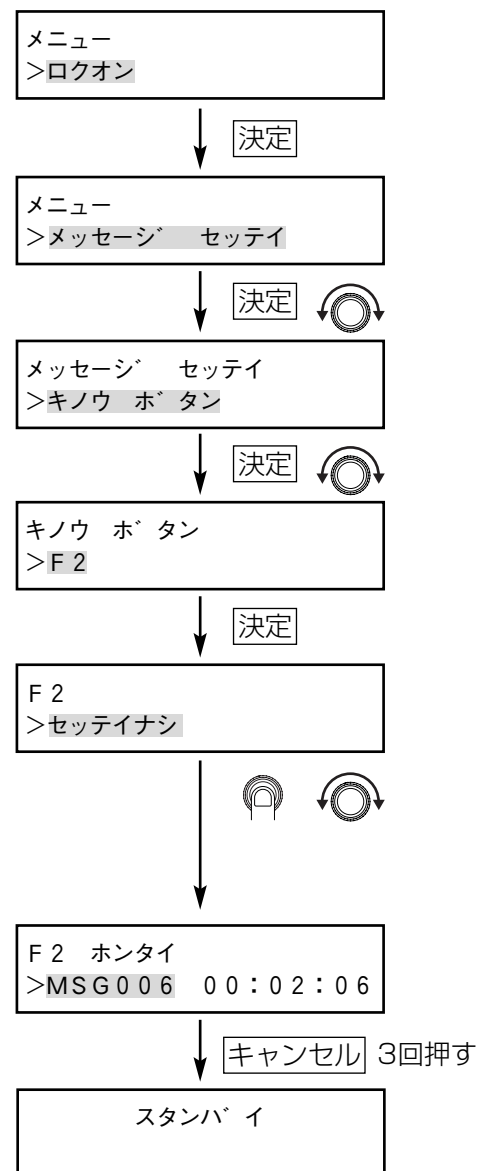 メニュー
>ロクオン
決定
メニュー
>メッセージ　セッテイ
決定
メッセージ　セッテイ
>キノウ　ボタン
決定
キノウ　ボタン
>F2
決定
F2
>セッテイナシ
F2　ホンタイ
>MSG006　00:02:06
キャンセル 3回押す
スタンバイ